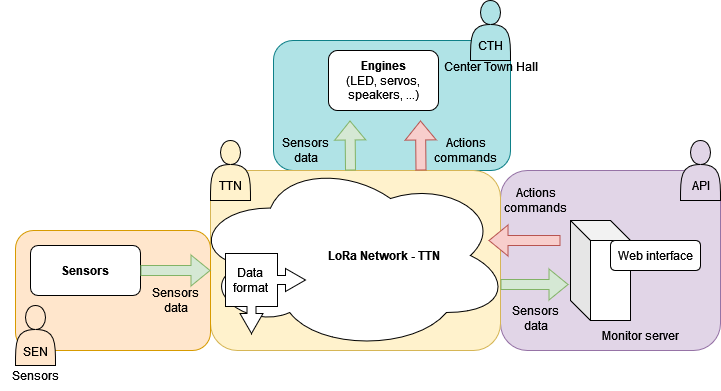 CTH
Center Town Hall
Engines
(LED, servos,
speakers, ...)
Sensors
data
Actions
commands
TTN
API
Actions
commands
LoRa Network - TTN
Web interface
Sensors
Data
format
Sensors
data
Sensors
data
Monitor server
SEN
Sensors